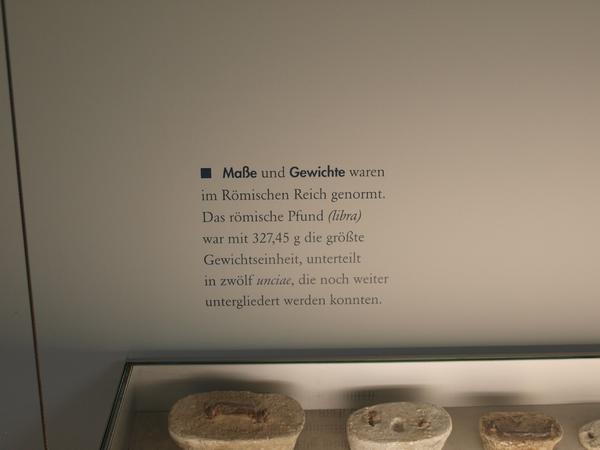 ■ Maße und Gewichte waren
im Römischen Reich genormt.
Das römische Pfund (libra)
war mit 327,45 g die größte
Gewichtseinheit, unterteilt
in zwölf unciae, die noch weiter
untergliedert werden konnten.